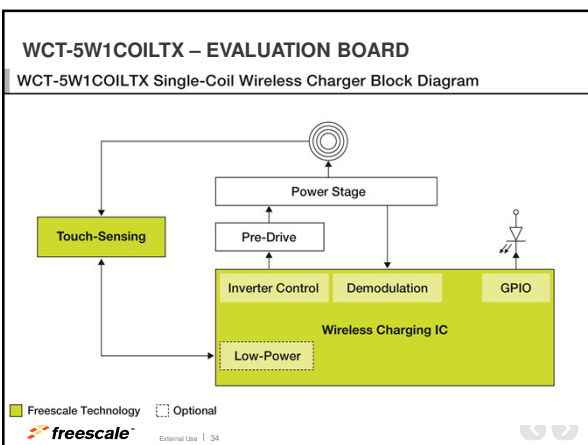 WCT-5W1COILTX – EVALUATION BOARD
WCT-5W1COILTX Single-Coil Wireless Charger Block Diagram
Power Stage
Touch-Sensing
Pre-Drive
Inverter Control
Demodulation
GPIO
Wireless Charging IC
Low-Power
Freescale Technology
Optional
freescale™
External Use | 34